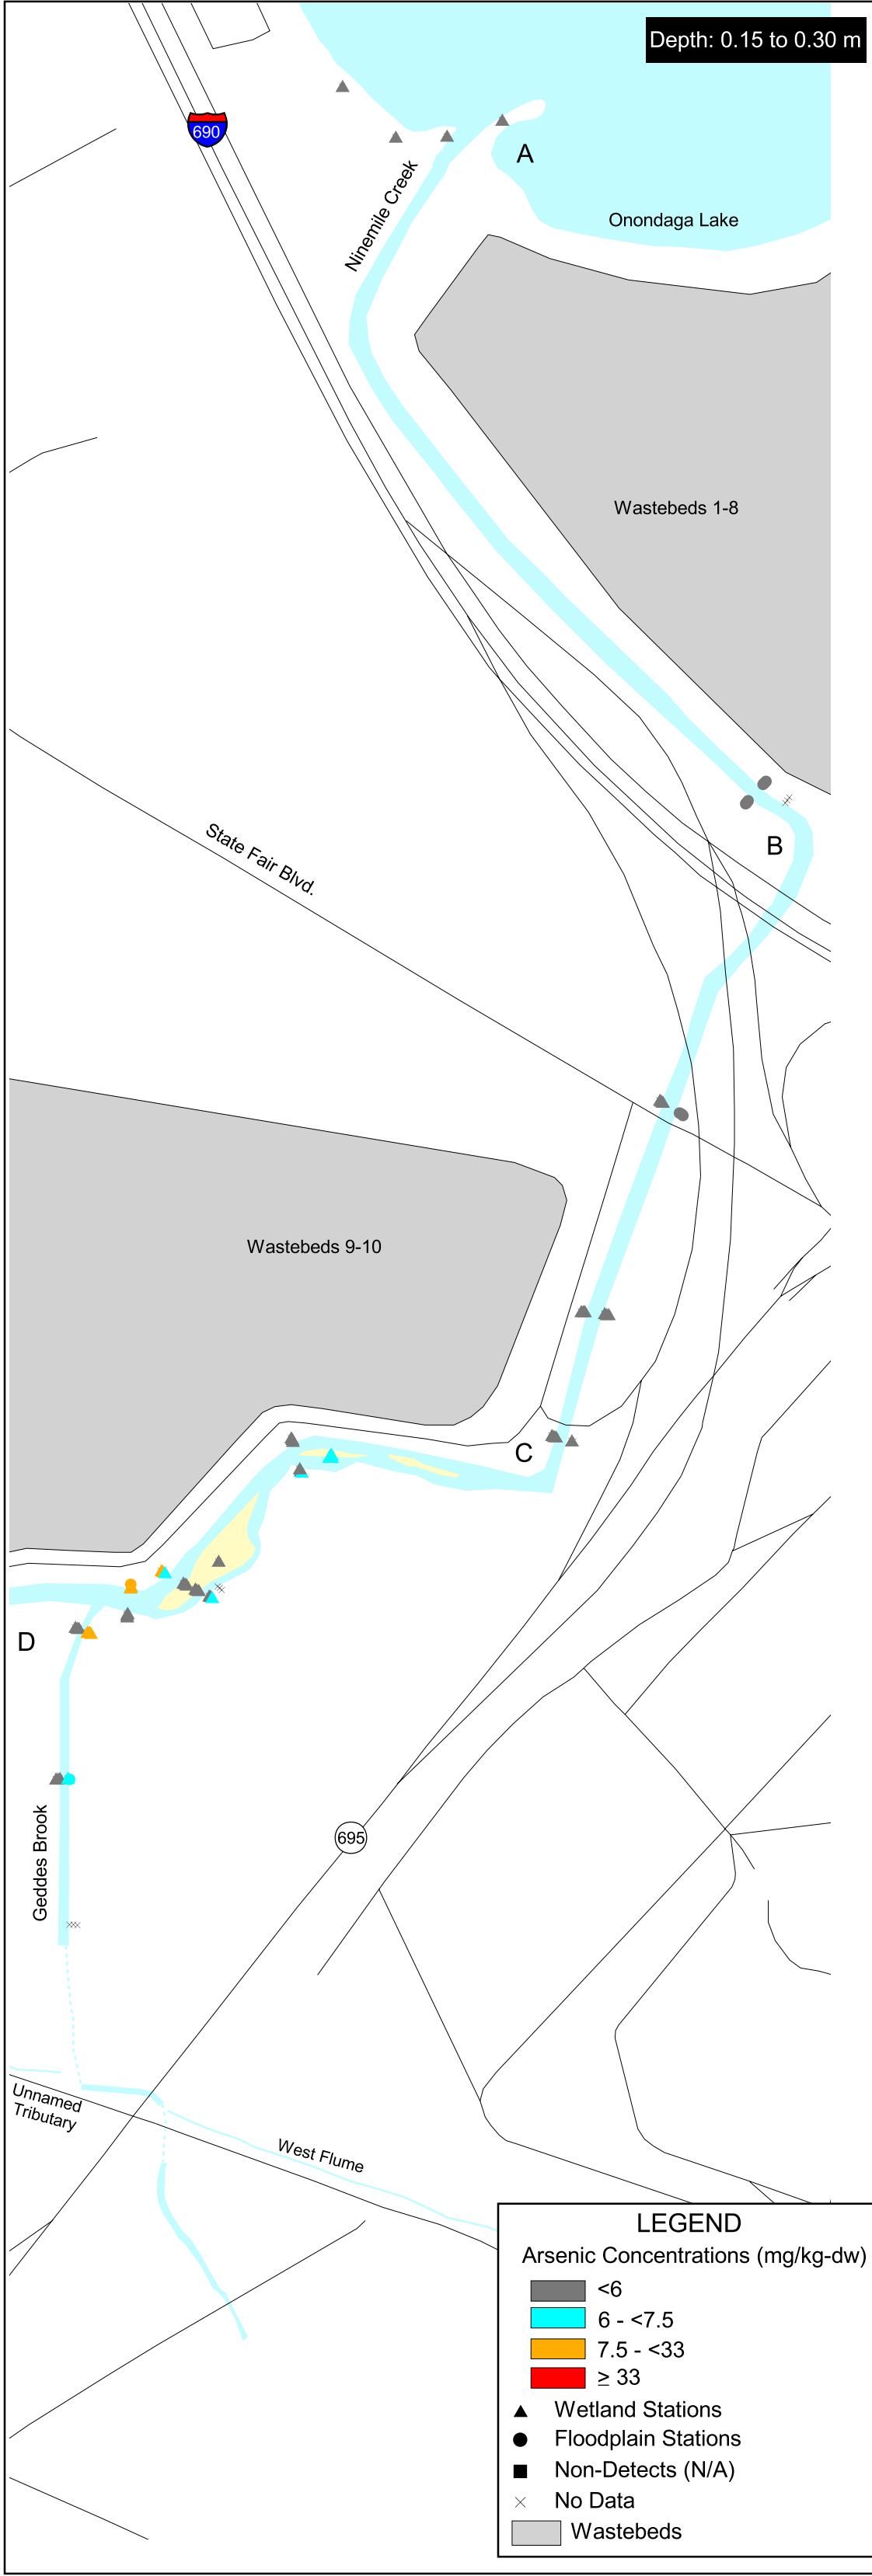 Depth: 0.15 to 0.30 m
690
A
Ninemile Creek
Onondaga Lake
Wastebeds 1-8
State Fair Blvd.
B
Wastebeds 9-10
C
D
Geddes Brook
695
Unnamed
Tributary
West Flume
LEGEND
Arsenic Concentrations (mg/kg-dw)
<6
6 - <7.5
7.5 - <33
≥ 33
Wetland Stations
Floodplain Stations
Non-Detects (N/A)
No Data
Wastebeds